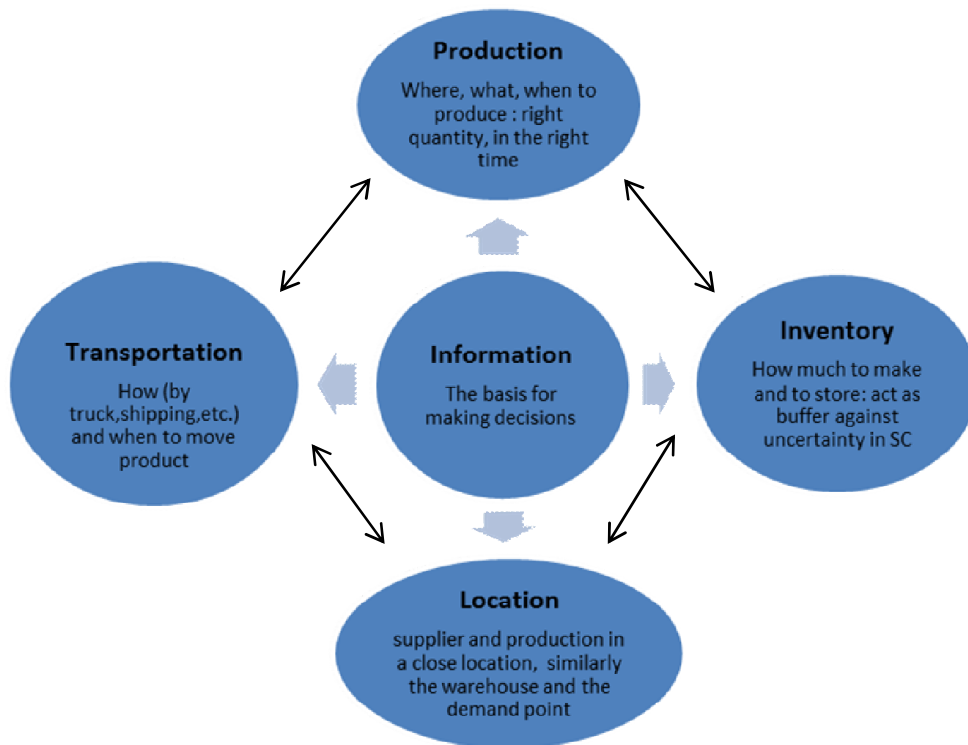 Production
Where, what, when to
produce : right
quantity, in the right
time
Transportation
How (by
truck,shipping,etc.)
and when to move
product
Information
The basis for
making decisions
Inventory
How much to make
and to store: act as
buffer against
uncertainty in SC
Location
supplier and production in
a close location, similarly
the warehouse and the
demand point